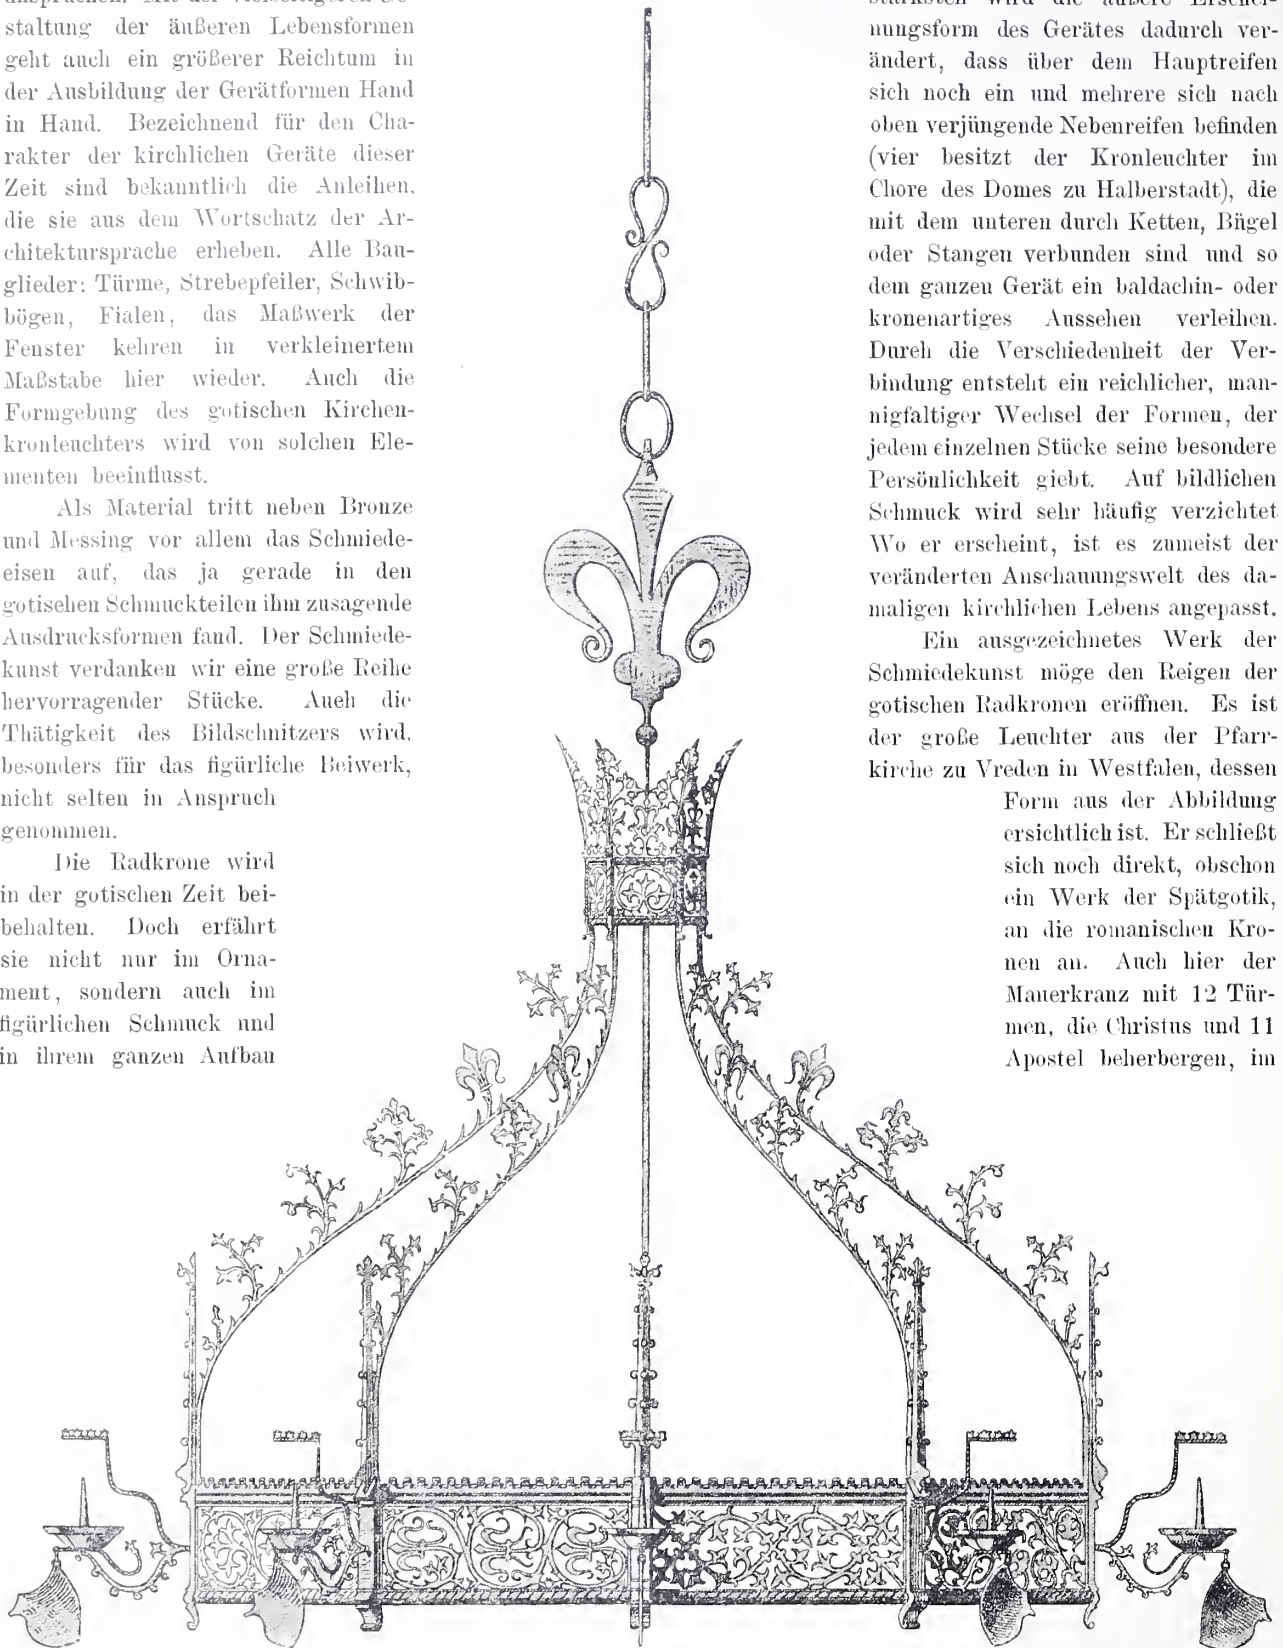 staltung der äußeren Lebensformen
geht auch ein größerer Reichtum in
der Ausbildung der Gerätformen Hand
in Hand. Bezeichnend für den Cha-
rakter der kirchlichen Geräte dieser
Zeit sind bekanntlich die Anleihen,
die sie aus dem Wortschatz der Ar-
chitektursprache erheben. Alle Bau-
glieder: Türme, Strebepfeiler, Schwib-
bögen, Fialen, das Maßwerk der
Fenster kehren in verkleinertem
Maßstabe hier wieder. Auch die
Formgebung des gotischen Kirchen-
kronleuchters wird von solchen Ele-
menten beeinflusst.
Als Material tritt neben Bronze
und Messing vor allem das Schmiede-
eisen auf, das ja gerade in den
gotischen Schmuckteilen ihm zusagende
Ausdrucksformen fand. Der Schmiede-
kunst verdanken wir eine große Reihe
hervorragender Stücke. Auch die
Thätigkeit des Bildschnitzers wird,
besonders für das figürliche Beiwerk,
nicht selten in Anspruch
genommen.
Die Radkrone wird
in der gotischen Zeit bei-
behalten. Doch erfährt
sie nicht nur im Orna-
ment, sondern auch im
figürlichen Schmuck und
in ihrem ganzen Aufbau
stärksten wird die äußere Erschei-
nungsform des Gerätes dadurch ver-
ändert, dass über dem Hauptreifen
sich noch ein und mehrere sich nach
oben verjüngende Nebenreifen befinden
(vier besitzt der Kronleuchter im
Chore des Domes zu Halberstadt), die
mit dem unteren durch Ketten, Bügel
oder Stangen verbunden sind und so
dem ganzen Gerät ein baldachin- oder
kronenartiges Aussehen verleihen.
Durch die Verschiedenheit der Ver-
bindung entsteht ein reichlicher, man-
nigfaltiger Wechsel der Formen, der
jedem einzelnen Stücke seine besondere
Persönlichkeit giebt. Auf bildlichen
Schmuck wird sehr häufig verzichtet
Wo er erscheint, ist es zumeist der
veränderten Anschauungswelt des da-
maligen kirchlichen Lebens angepasst.
Ein ausgezeichnetes Werk der
Schmiedekunst möge den Reigen der
gotischen Radkronen eröffnen. Es ist
der große Leuchter aus der Pfarr-
kirche zu Vreden in Westfalen, dessen
Form aus der Abbildung
ersichtlich ist. Er schließt
sich noch direkt, obschon
ein Werk der Spätgotik,
an die romanischen Kro-
nen an. Auch hier der
Mauerkranz mit 12 Tür-
men, die Christus und 11
Apostel beherbergen, im